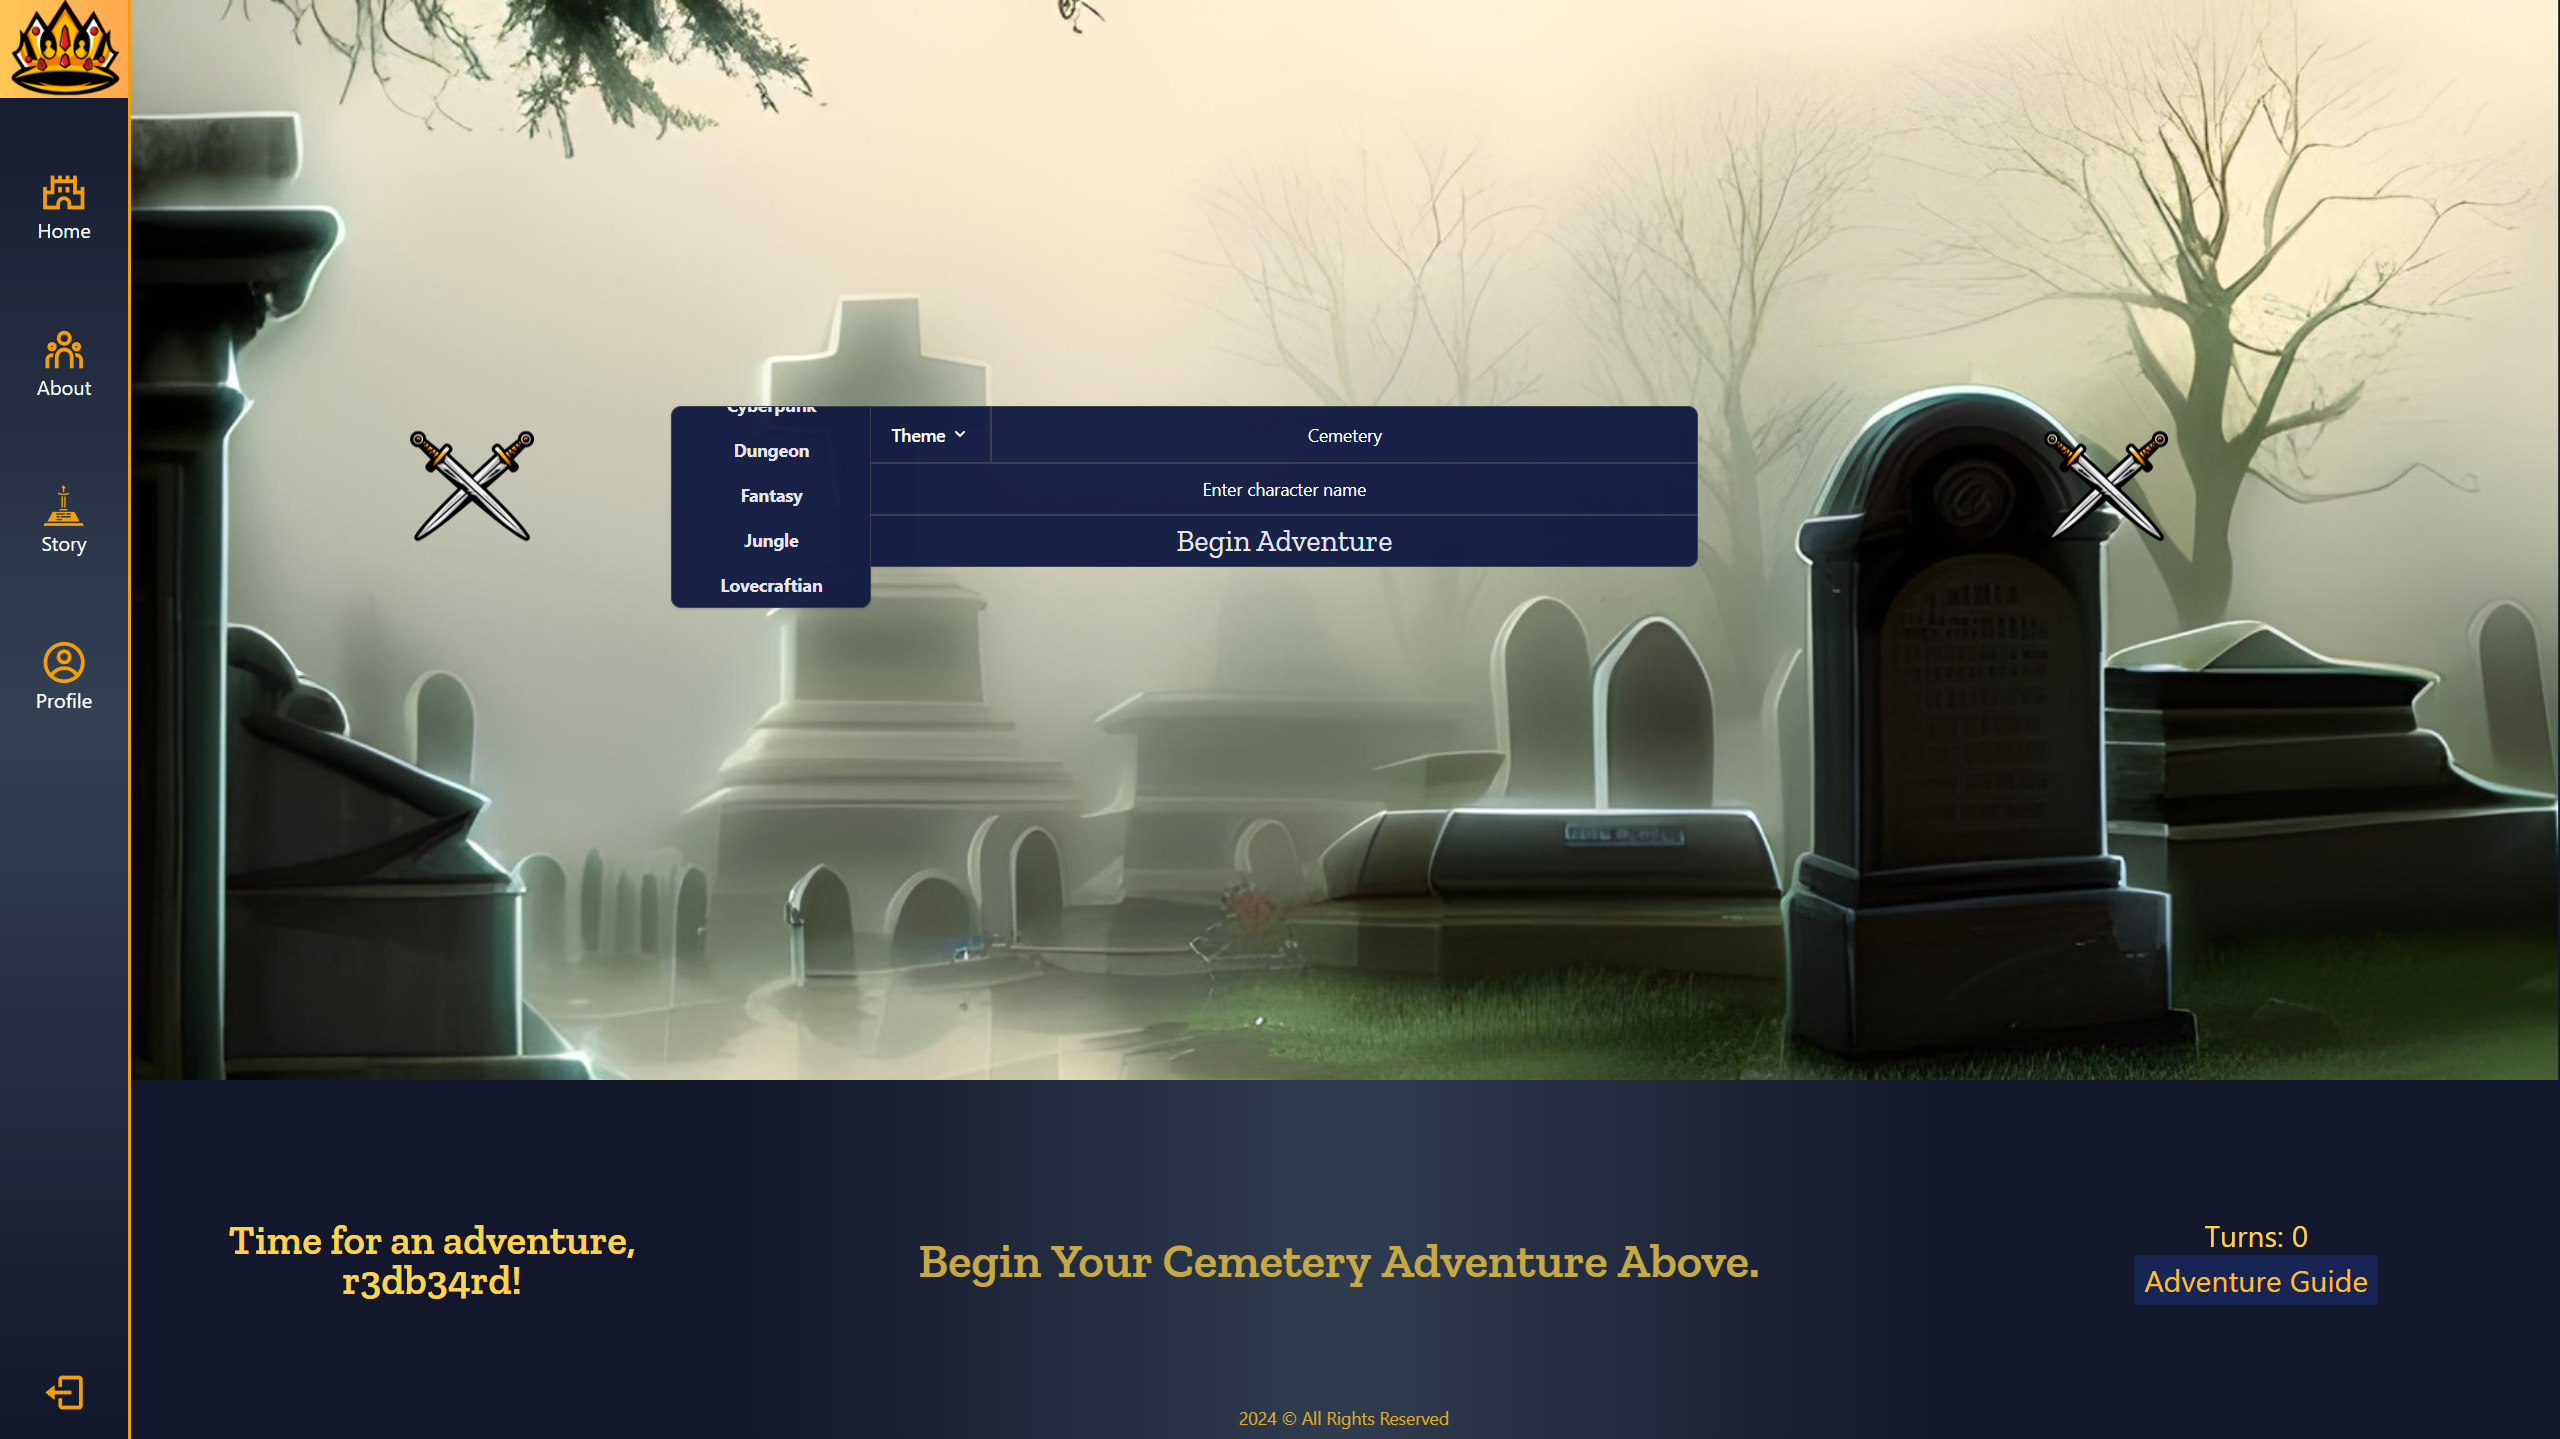 Home
About
Story
Profile
Cyberpunk
Dungeon
Fantasy
Jungle
Lovecraftian
Theme
Cemetery
Enter character name
Begin Adventure
Time for an adventure,
r3db34rd!
Begin Your Cemetery Adventure Above.
Turns: 0
Adventure Guide
2024 © All Rights Reserved